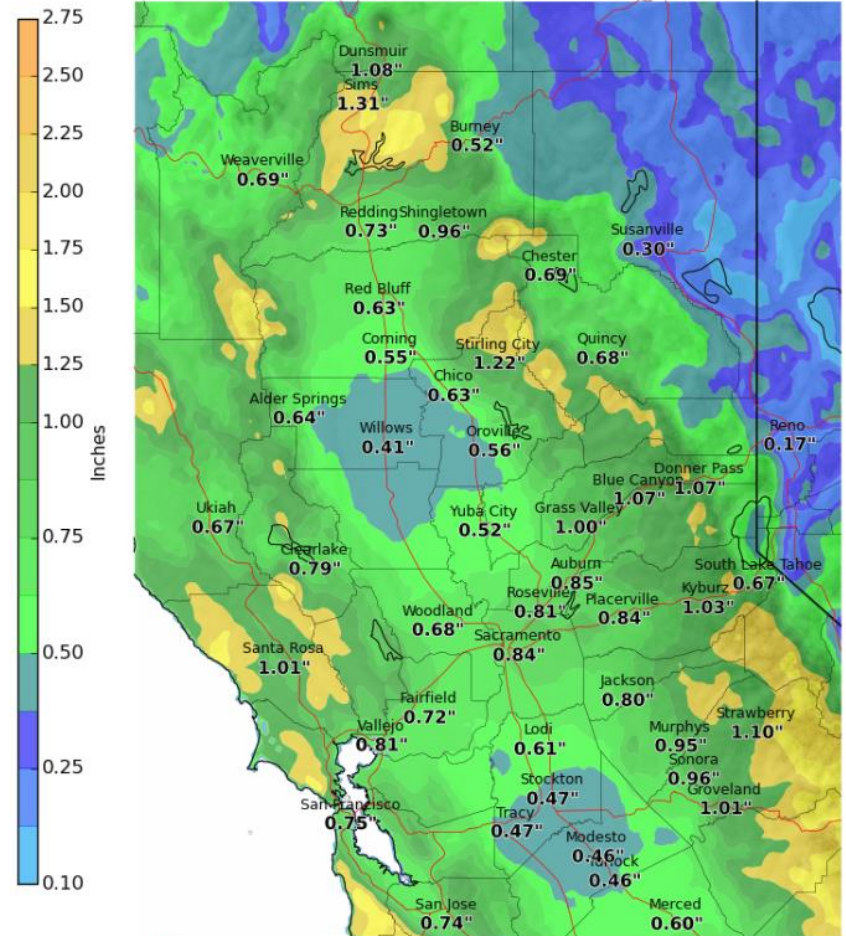 2.75
2.50
2.25
2.00
1.75
1.50
1.25
1.00
0.75
0.50
0.25
0.10
Inches
Dunsmuir
1.08"
Sims
1.31"
Burney
0.52"
Weaverville
0.69"
Redding
0.73"
Shingletown
0.96"
Susanville
0.30"
Chester
0.69"
Red Bluff
0.63"
Corning
0.55"
Stirling City
1.22"
Quincy
0.68"
Chico
0.63"
Alder Springs
0.64"
Willows
0.41"
Oroville
0.56"
Reno
0.17"
Donner Pass
1.07"
Blue Canyon
1.07"
Ukiah
0.67"
Yuba City
0.52"
Grass Valley
1.00"
Clearlake
0.79"
Auburn
0.85"
South Lake Tahoe
0.67"
Roseville
0.81"
Placerville
0.84"
Kyburz
1.03"
Woodland
0.68"
Sacramento
0.84"
Santa Rosa
1.01"
Jackson
0.80"
Fairfield
0.72"
Strawberry
1.10"
Vallejo
0.81"
Lodi
0.61"
Murphys
0.95"
Sonora
0.96"
Stockton
0.47"
Groveland
1.01"
San Francisco
0.75"
Tracy
0.47"
Modesto
0.46"
Turlock
0.46"
San Jose
0.74"
Merced
0.60"